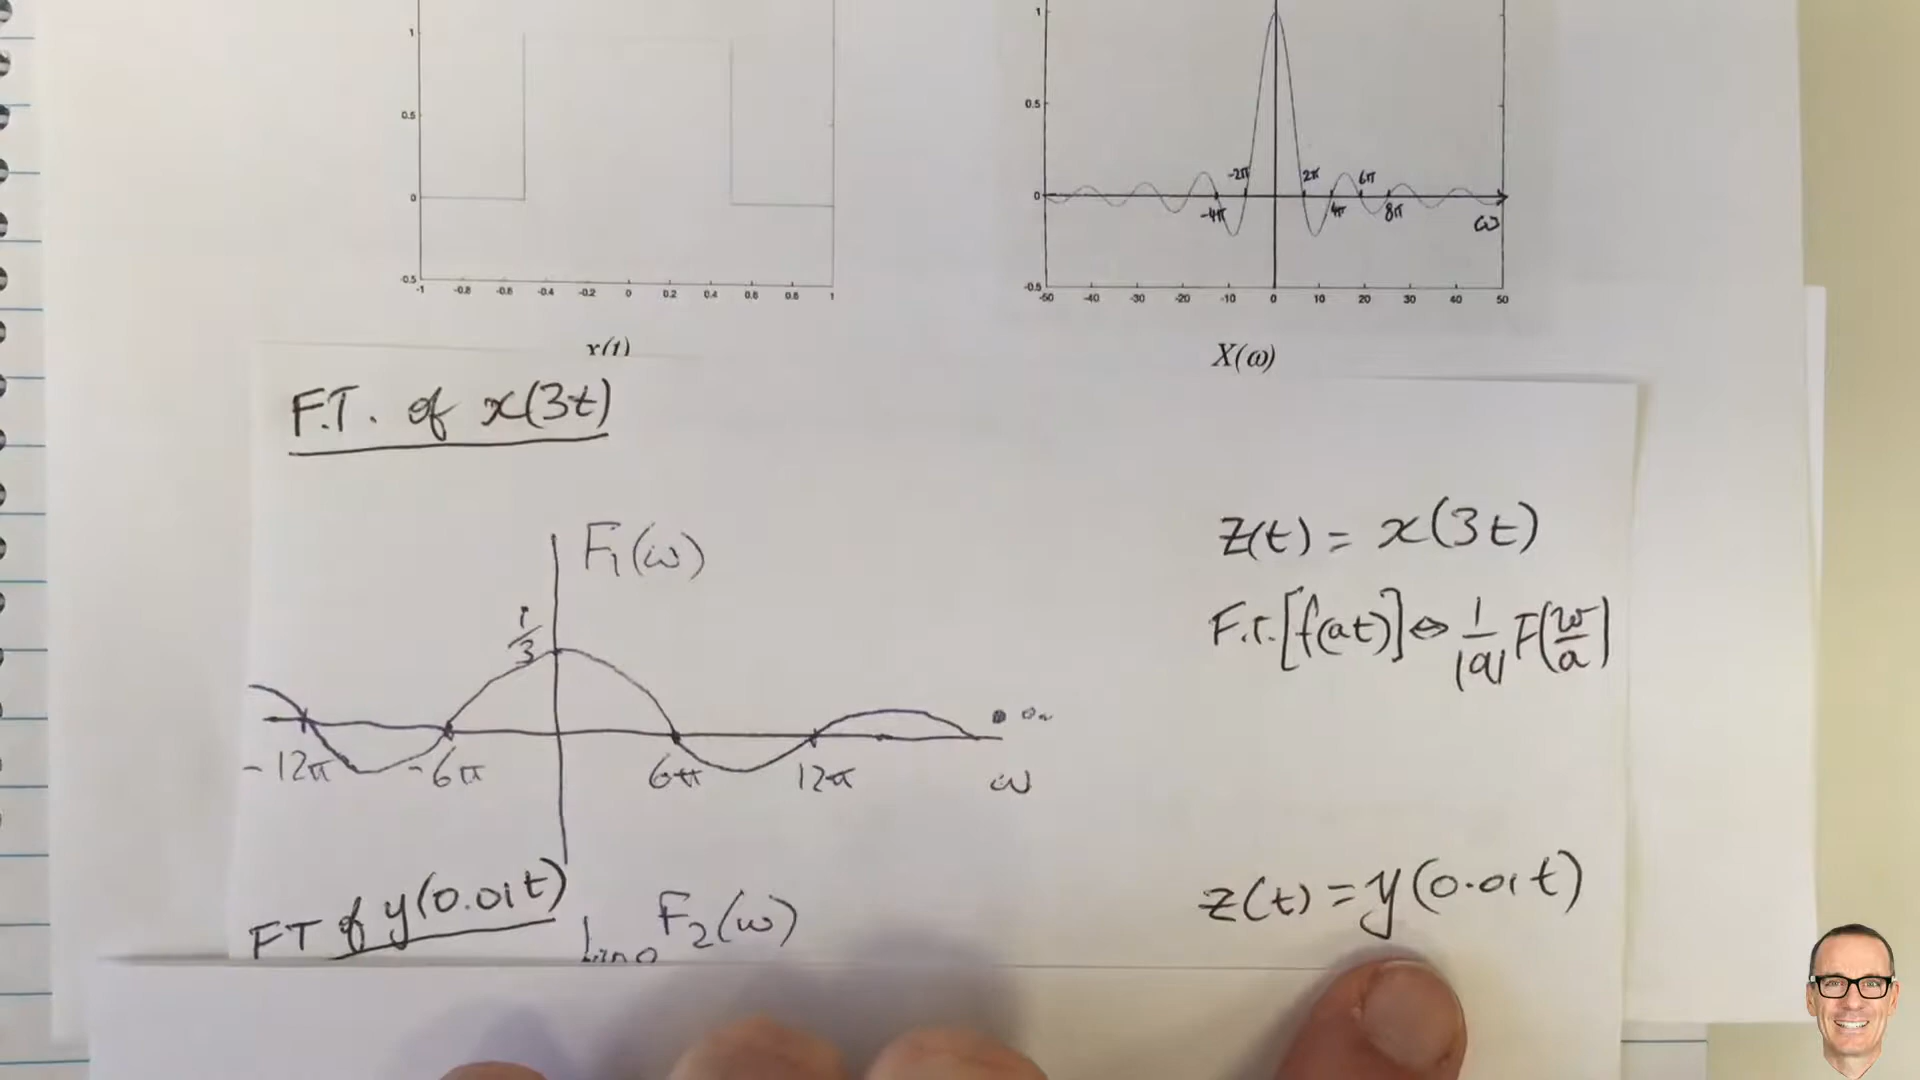 1
0.5
0
-0.5
-1 -0.8 -0.6 -0.4 -0.2 0 0.2 0.4 0.6 0.8 1
x(t)
1
0.5
0
-0.5
-2π 2π 6π
-4π 4π 8π
ω
-50 -40 -30 -20 -10 0 10 20 30 40 50
X(ω)
F.T. of x(3t)
F₁(ω)
1/3
-12π -6π 6π 12π ω
z(t) = x(3t)
F.T.[f(at)] ⇔ 1/|a| F(w/a)
FT of y(0.01t)
F₂(ω)
z(t) = y(0.01t)